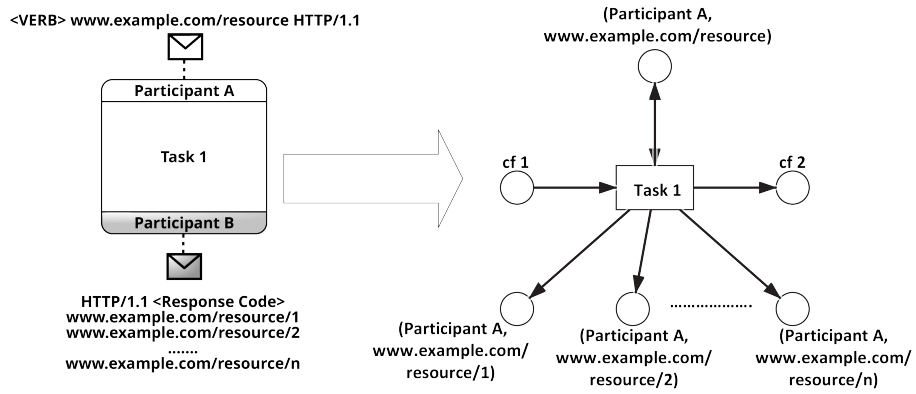 <VERB> www.example.com/resource HTTP/1.1
Participant A
Task 1
Participant B
HTTP/1.1 <Response Code>
www.example.com/resource/1
www.example.com/resource/2
.......
www.example.com/resource/n
(Participant A,
www.example.com/resource)
cf 1
Task 1
cf 2
...................
(Participant A,
www.example.com/
resource/1)
(Participant A,
www.example.com/
resource/2)
(Participant A,
www.example.com/
resource/n)